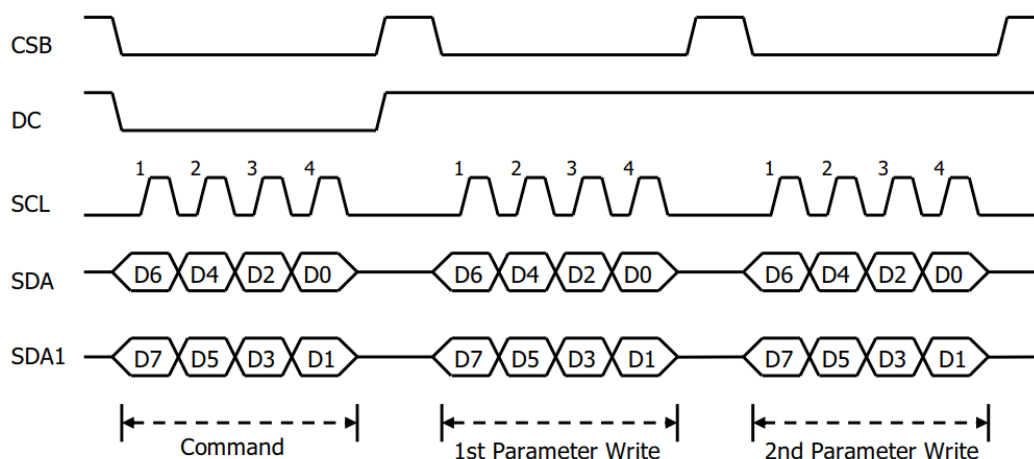 CSB
DC
1 2 3 4 1 2 3 4 1 2 3 4
SCL
SDA D6 D4 D2 D0 D6 D4 D2 D0 D6 D4 D2 D0
SDA1 D7 D5 D3 D1 D7 D5 D3 D1 D7 D5 D3 D1
Command 1st Parameter Write 2nd Parameter Write